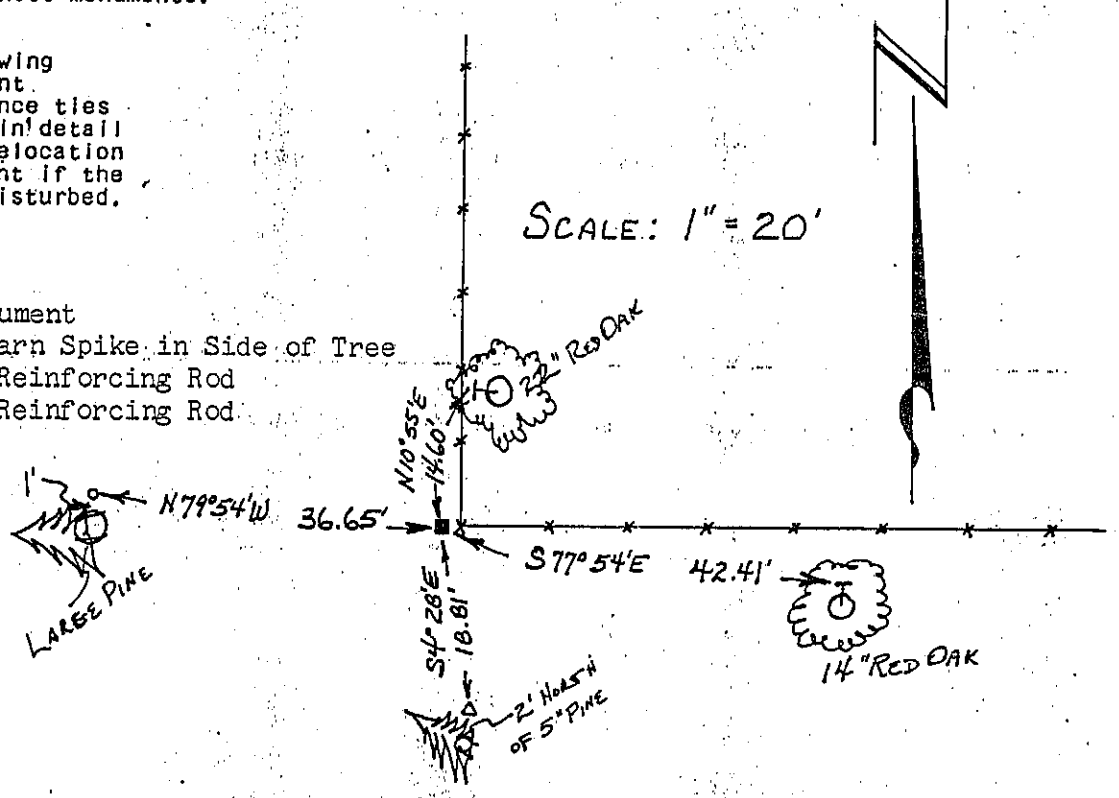 wing
nt
nce ties
in detail
elocation
nt if the
isturbed.
SCALE: 1" = 20'
ument
arn Spike in Side of Tree
Reinforcing Rod
Reinforcing Rod
22" RED OAK
N10°55'E
14.60'
1'
N79°54'W 36.65'
LARGE PINE
S77°54'E 42.41'
S4°28'E
18.81'
14" RED OAK
2' NORTH
OF 5" PINE